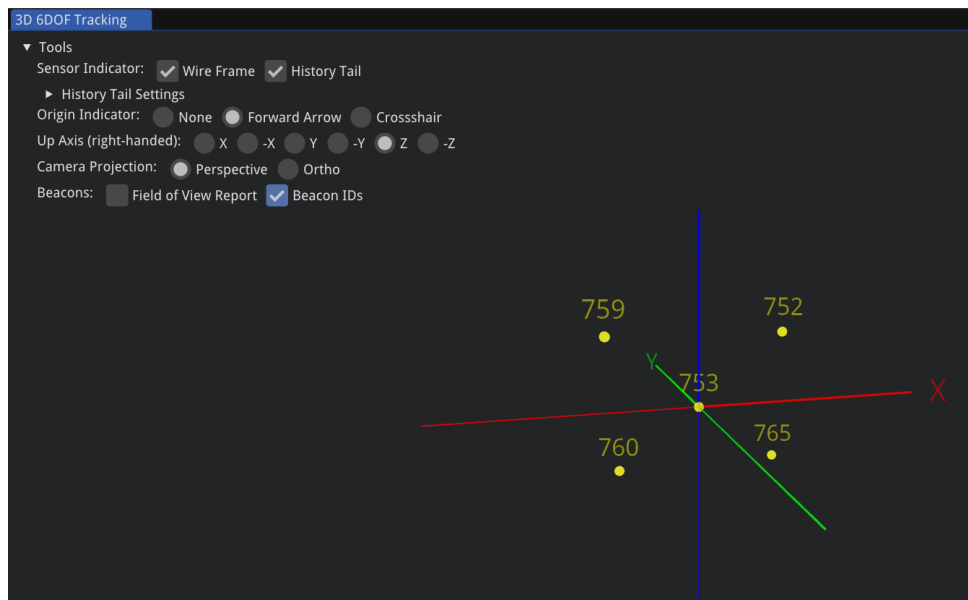 3D 6DOF Tracking
Tools
Sensor Indicator: Wire Frame History Tail
History Tail Settings
Origin Indicator: None Forward Arrow Crossshair
Up Axis (right-handed): X -X Y -Y Z -Z
Camera Projection: Perspective Ortho
Beacons: Field of View Report Beacon IDs
759
752
Y
753
X
765
760